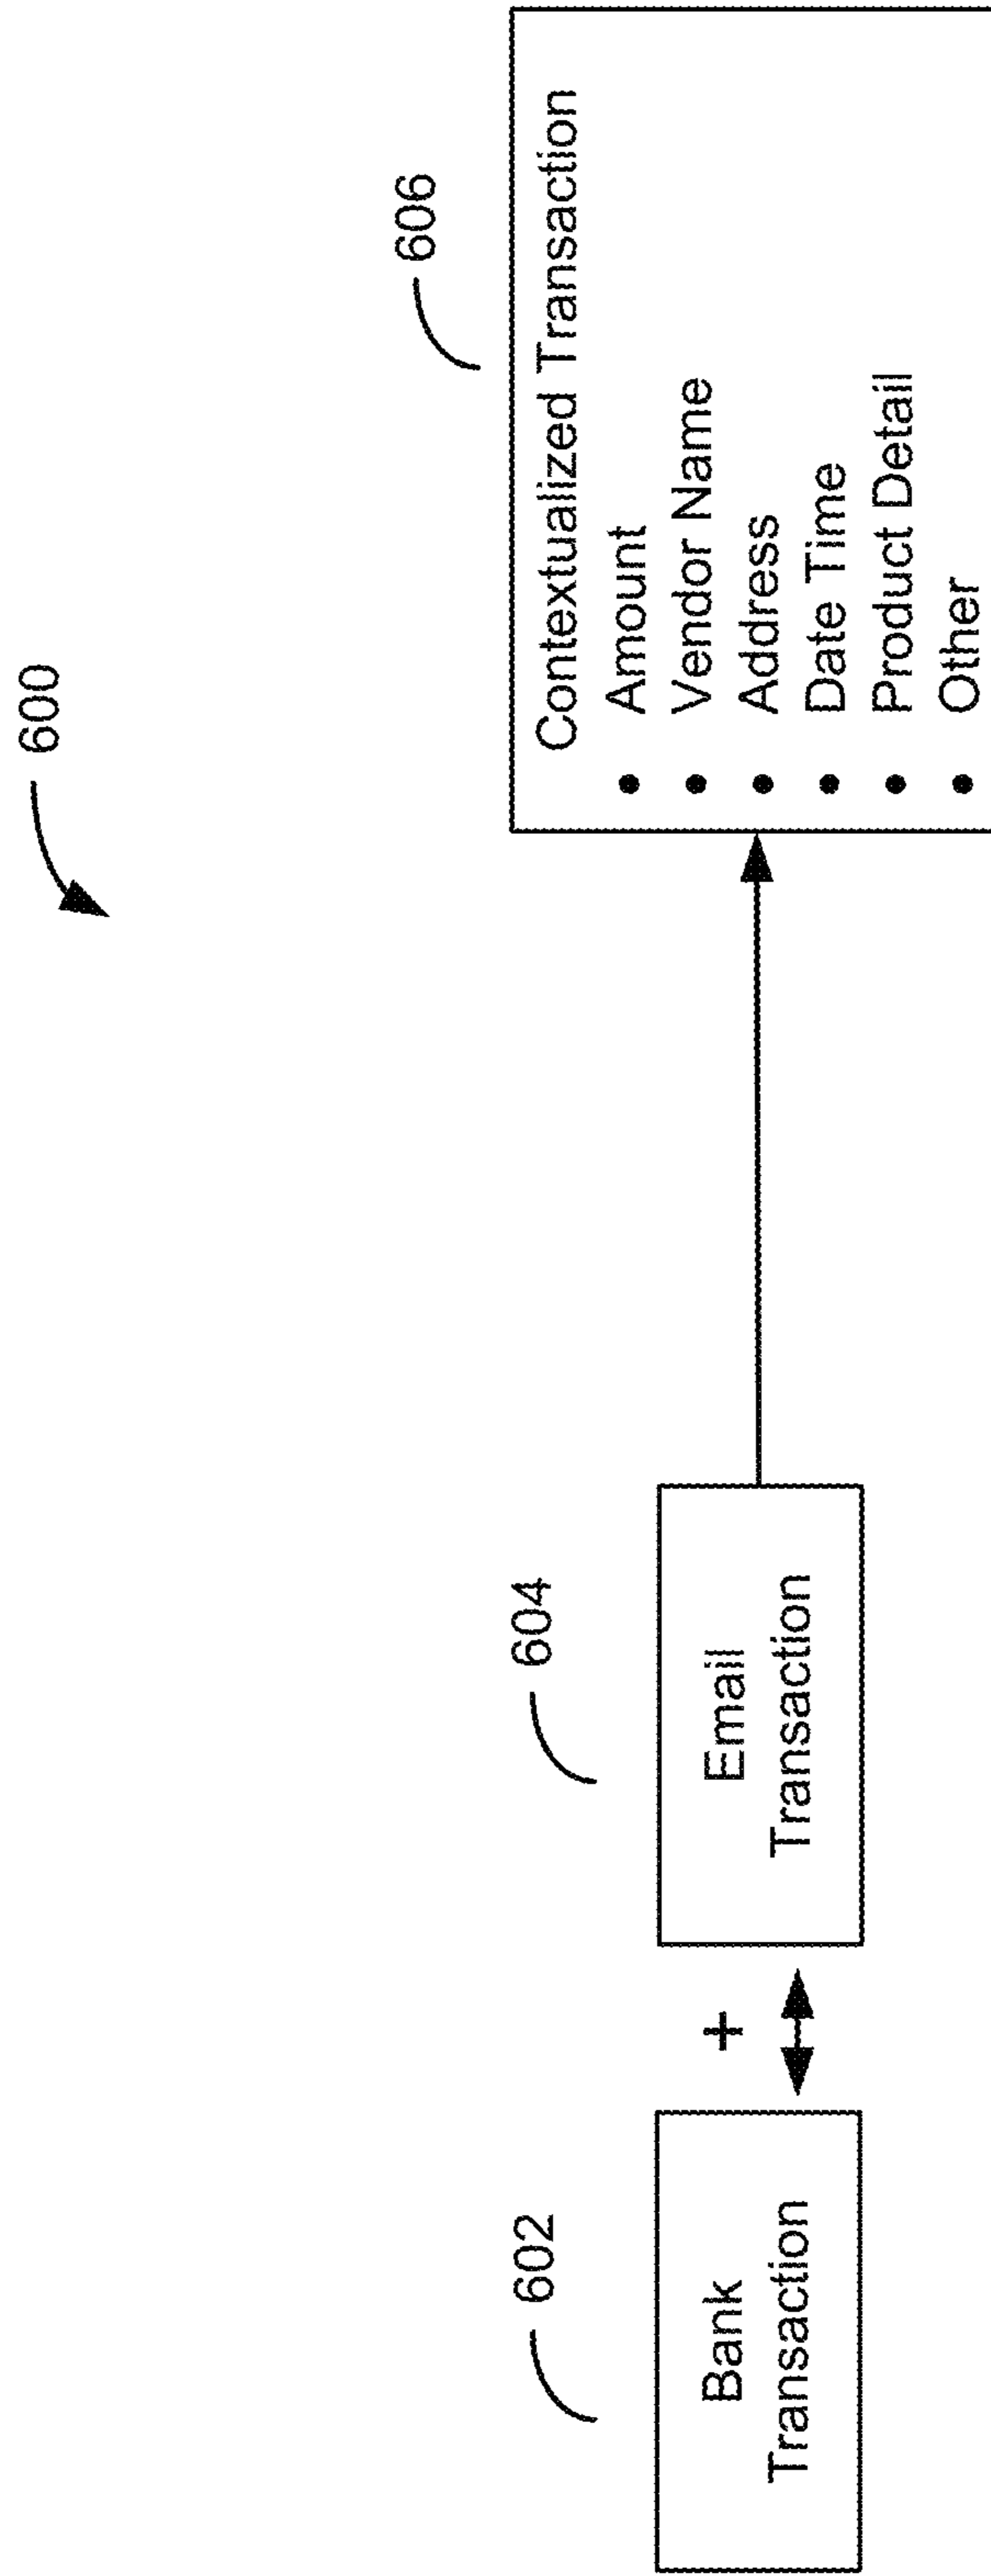 600
602
Bank
Transaction
+
604
Email
Transaction
606
Contextualized Transaction
• Amount
• Vendor Name
• Address
• Date Time
• Product Detail
• Other